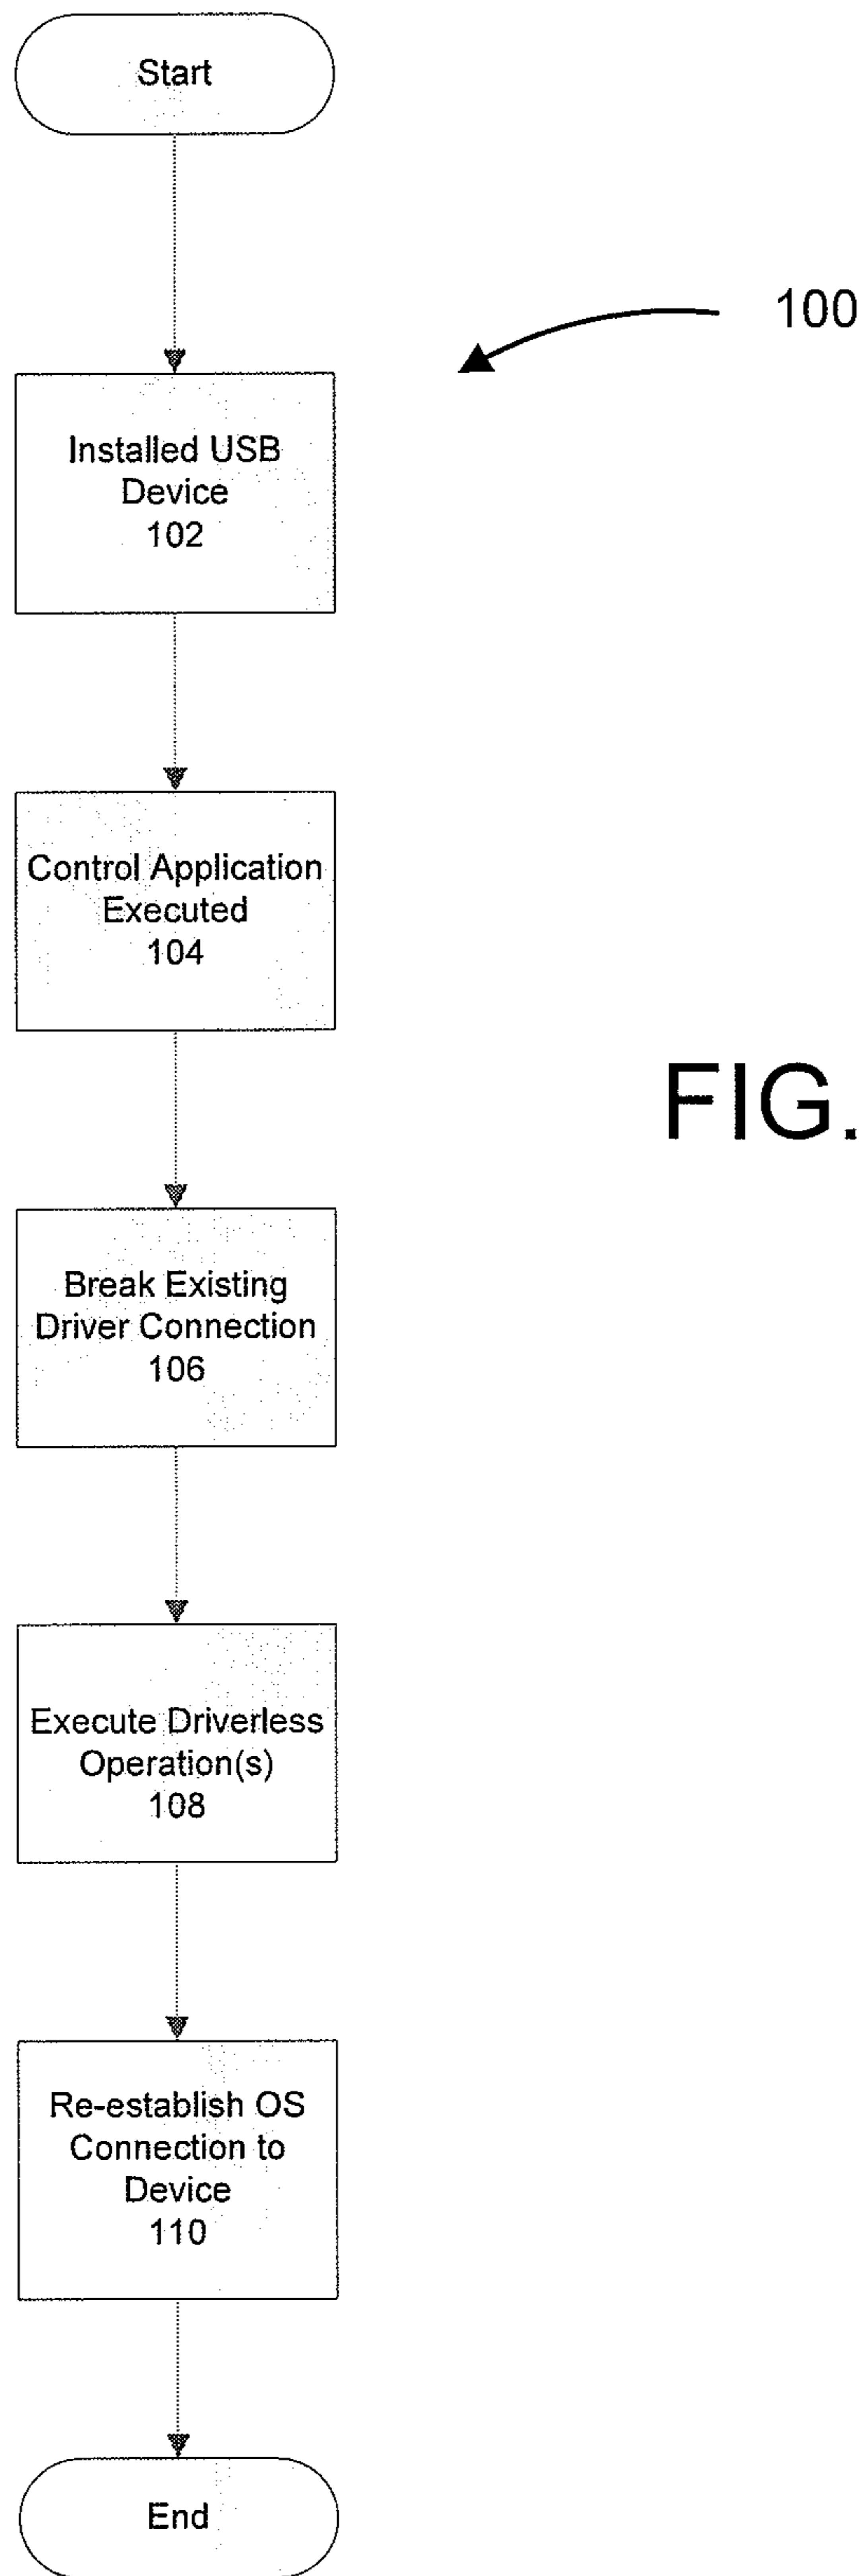 Start
100
Installed USB
Device
102
Control Application
Executed
104
FIG.
Break Existing
Driver Connection
106
Execute Driverless
Operation(s)
108
Re-establish OS
Connection to
Device
110
End